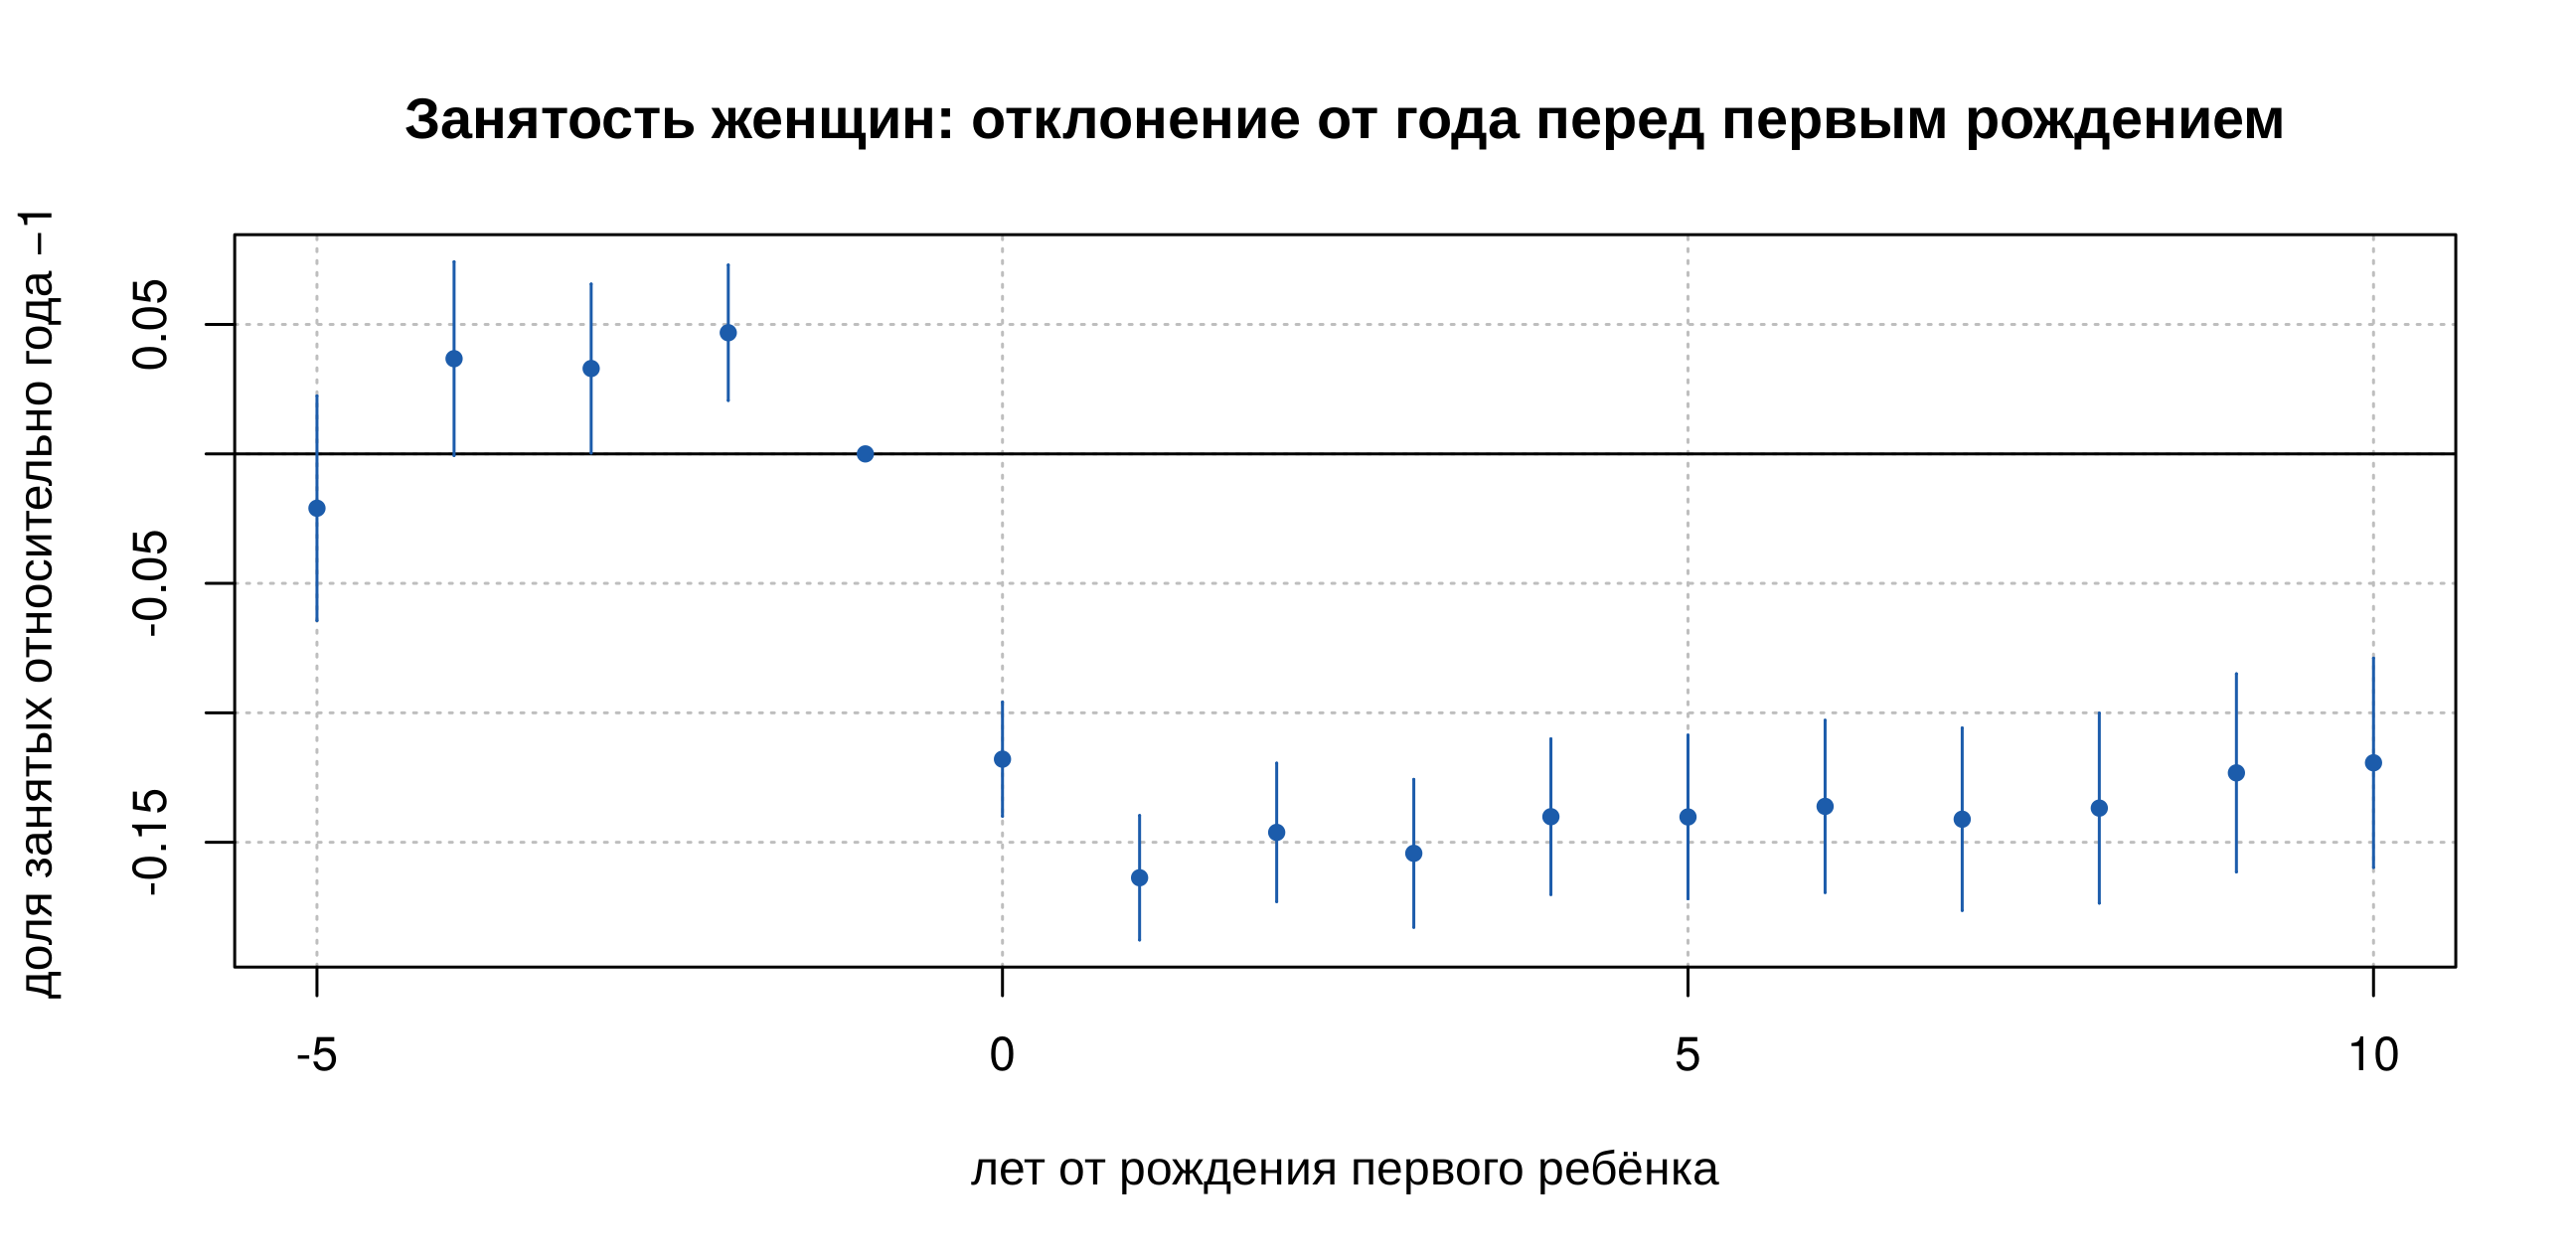 Занятость женщин: отклонение от года перед первым рождением
доля занятых относительно года −1
0.05
-0.05
-0.15
-5 0 5 10
лет от рождения первого ребёнка